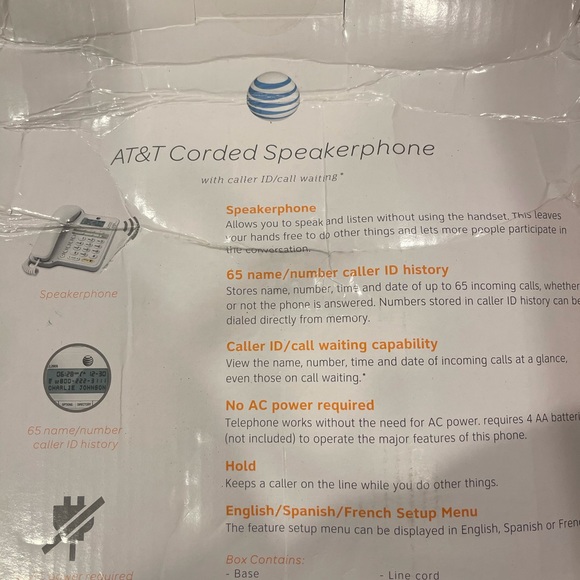 AT&T Corded Speakerphone
with caller ID/call waiting*
Speakerphone
Allows you to speak and listen without using the handset. This leaves
your hands free to do other things and lets more people participate in
the conversation.
Speakerphone
65 name/number caller ID history
Stores name, number, time and date of up to 65 incoming calls, whether
or not the phone is answered. Numbers stored in caller ID history can be
dialed directly from memory.
Caller ID/call waiting capability
View the name, number, time and date of incoming calls at a glance,
even those on call waiting.*
CHARLIE JOHNSON
65 name/number
caller ID history
No AC power required
Telephone works without the need for AC power. requires 4 AA
(not included) to operate the major features of this phone.
Hold
Keeps a caller on the line while you do other things.
English/Spanish/French Setup Menu
The feature setup menu can be displayed in English, Spanish or
required
Box Contains:
- Base
- Line cord